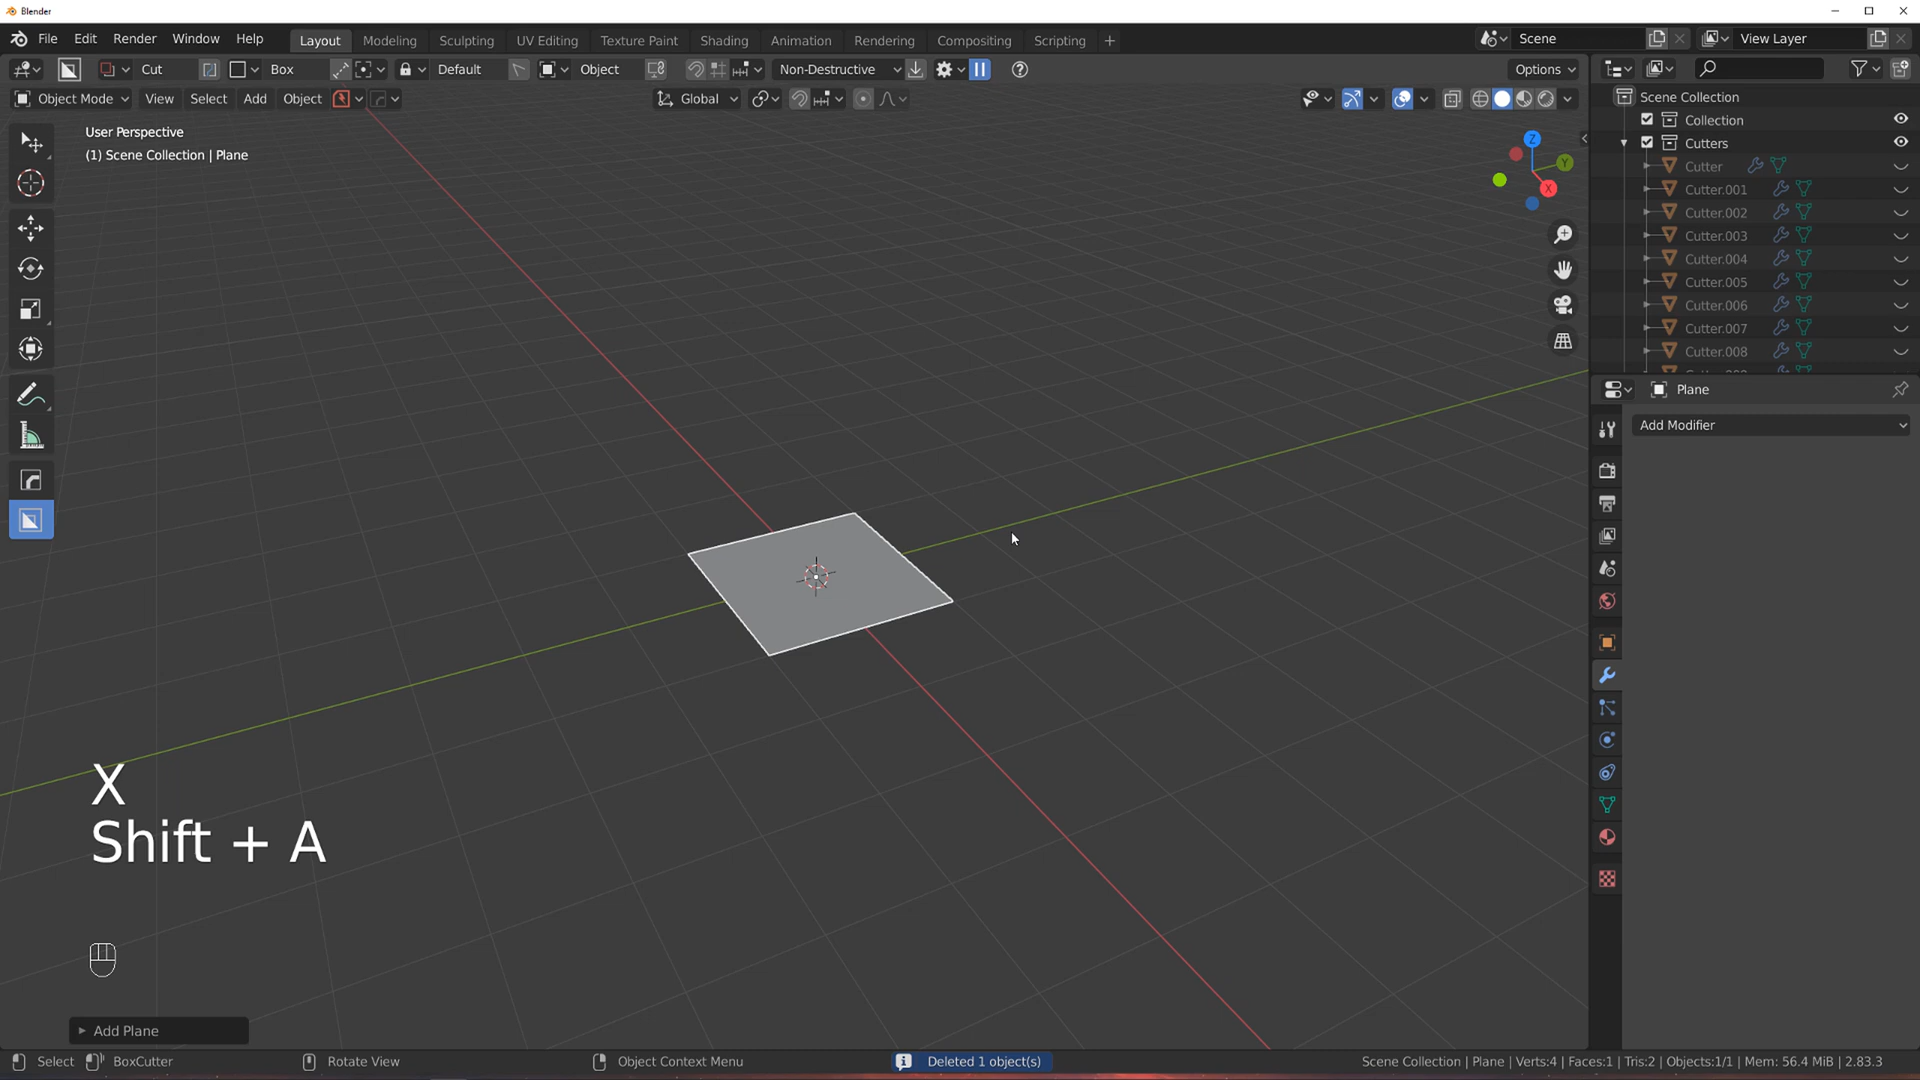 Blender
File Edit Render Window Help Layout Modeling Sculpting UV Editing Texture Paint Shading Animation Rendering Compositing Scripting + Scene View Layer
Cut Box Default Object Non-Destructive Options
Object Mode View Select Add Object Global
User Perspective
(1) Scene Collection | Plane
Z
Y
X
Scene Collection
Collection
Cutters
Cutter
Cutter.001
Cutter.002
Cutter.003
Cutter.004
Cutter.005
Cutter.006
Cutter.007
Cutter.008
Plane
Add Modifier
X
Shift + A
Add Plane
Select BoxCutter Rotate View Object Context Menu Deleted 1 object(s) Scene Collection | Plane | Verts:4 | Faces:1 | Tris:2 | Objects:1/1 | Mem: 56.4 MiB | 2.83.3